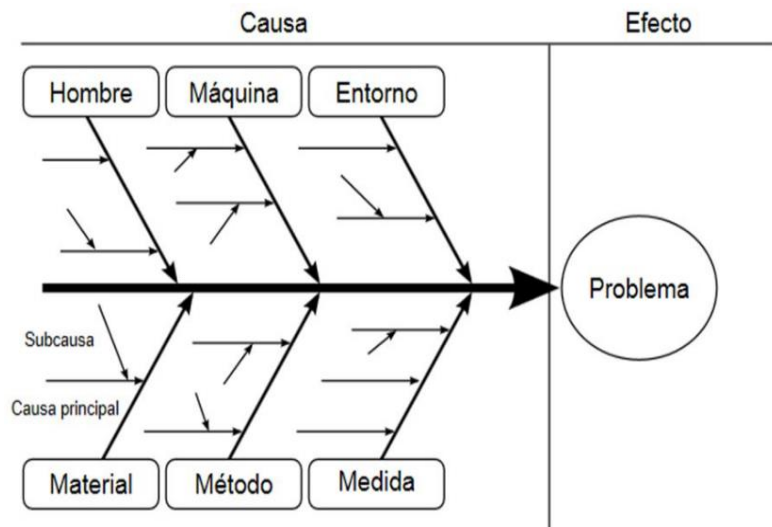 Causa
Efecto
Hombre
Máquina
Entorno
Problema
Subcausa
Causa principal
Material
Método
Medida